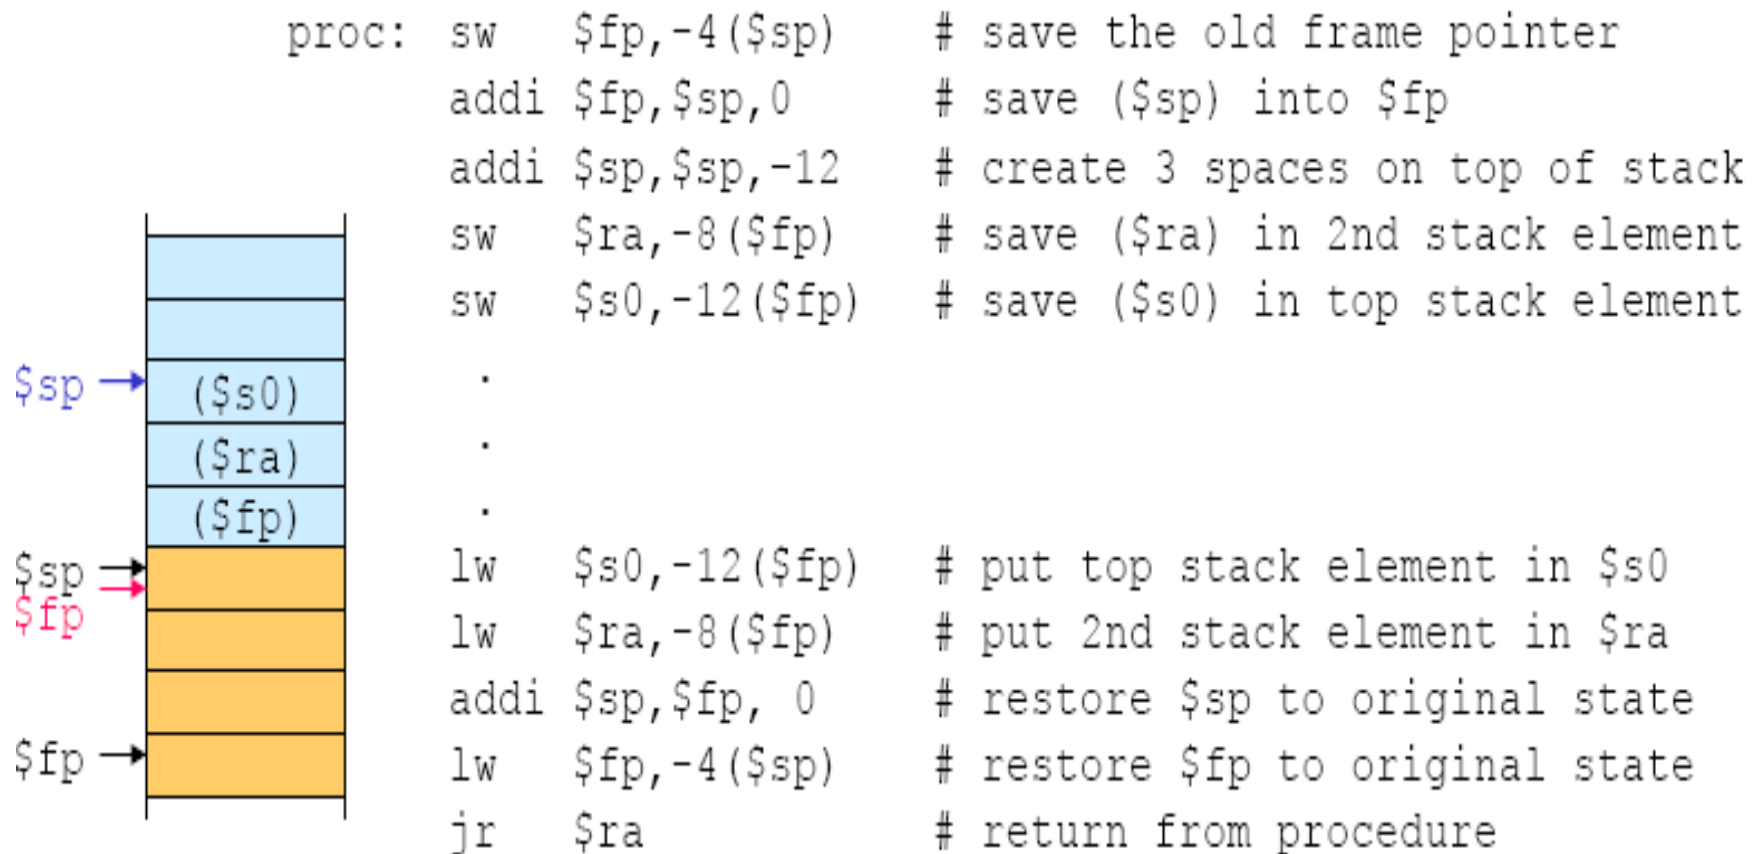 proc: sw $fp,-4($sp) # save the old frame pointer
addi $fp,$sp,0 # save ($sp) into $fp
addi $sp,$sp,-12 # create 3 spaces on top of stack
sw $ra,-8($fp) # save ($ra) in 2nd stack element
sw $s0,-12($fp) # save ($s0) in top stack element
$sp ($s0) .
($ra) .
($fp) .
$sp lw $s0,-12($fp) # put top stack element in $s0
$fp lw $ra,-8($fp) # put 2nd stack element in $ra
addi $sp,$fp, 0 # restore $sp to original state
$fp lw $fp,-4($sp) # restore $fp to original state
jr $ra # return from procedure